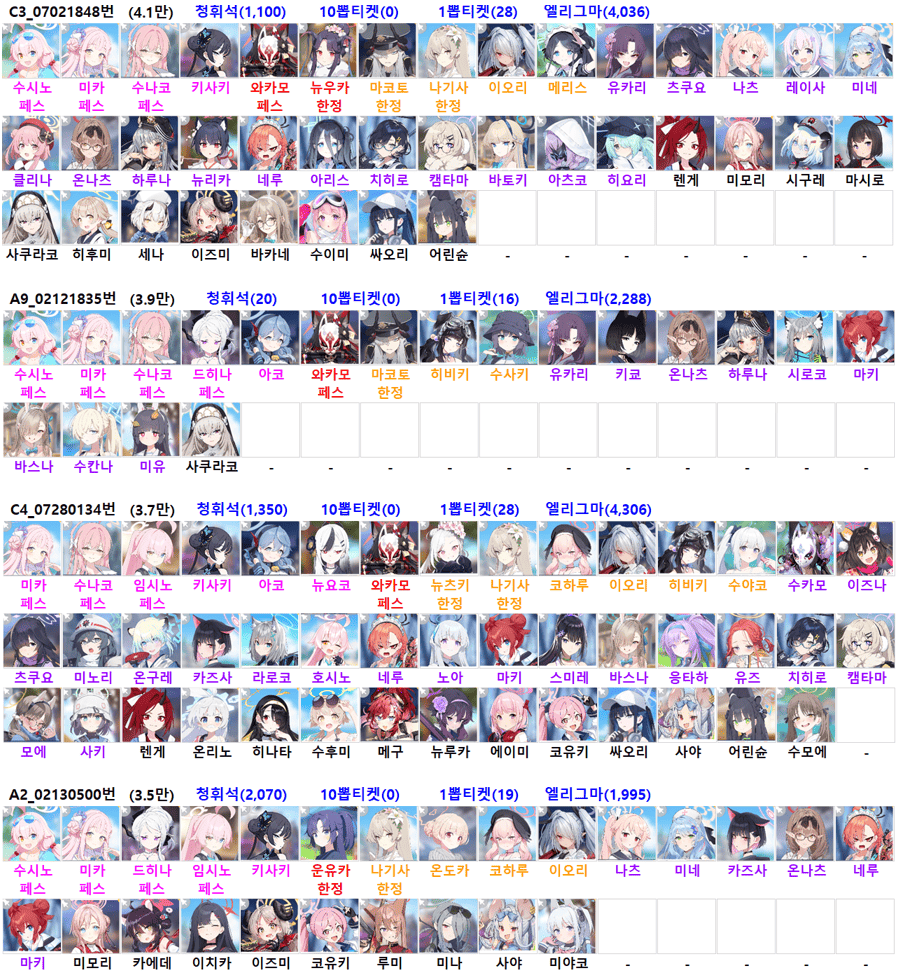 C3_07021848번 (4.1만) 청휘석(1,100) 10뽑티켓(0) 1뽑티켓(28) 엘리그마(4,036)
수시노 미카 수나코 키사키 와카모 뉴우카 마코토 나기사 이오리 메리스 유카리 츠쿠요 나츠 레이사 미네
페스 페스 페스 페스 한정 한정 한정
클리나 온나츠 하루나 뉴리카 네루 아리스 치히로 캠타마 바토키 아츠코 히요리 렌게 미모리 시구레 마시로
사쿠라코 히후미 세나 이즈미 바카네 수이미 싸오리 어린슌 - - - - - - -
A9_02121835번 (3.9만) 청휘석(20) 10뽑티켓(0) 1뽑티켓(16) 엘리그마(2,288)
수시노 미카 수나코 드히나 아코 와카모 마코토 히비키 수사키 유카리 키쿄 온나츠 하루나 시로코 마키
페스 페스 페스 페스 페스 한정
바스나 수칸나 미유 사쿠라코 - - - - - - - - - - -
C4_07280134번 (3.7만) 청휘석(1,350) 10뽑티켓(0) 1뽑티켓(28) 엘리그마(4,306)
미카 수나코 임시노 키사키 아코 뉴요코 와카모 뉴츠키 나기사 코하루 이오리 히비키 수야코 수카모 이즈나
페스 페스 페스 페스 한정 한정
츠쿠요 미노리 온구레 카즈사 라로코 호시노 네루 노아 마키 스미레 바스나 응타하 유즈 치히로 캠타마
모에 사키 렌게 온리노 히나타 수후미 메구 뉴루카 에이미 코유키 싸오리 사야 어린슌 수모에 -
A2_02130500번 (3.5만) 청휘석(2,070) 10뽑티켓(0) 1뽑티켓(19) 엘리그마(1,995)
수시노 미카 드히나 임시노 키사키 운유카 나기사 온도카 코하루 이오리 나츠 미네 카즈사 온나츠 네루
페스 페스 페스 페스 한정 한정
마키 미모리 카에데 이치카 이즈미 코유키 루미 미나 사야 미야코 - - - - -